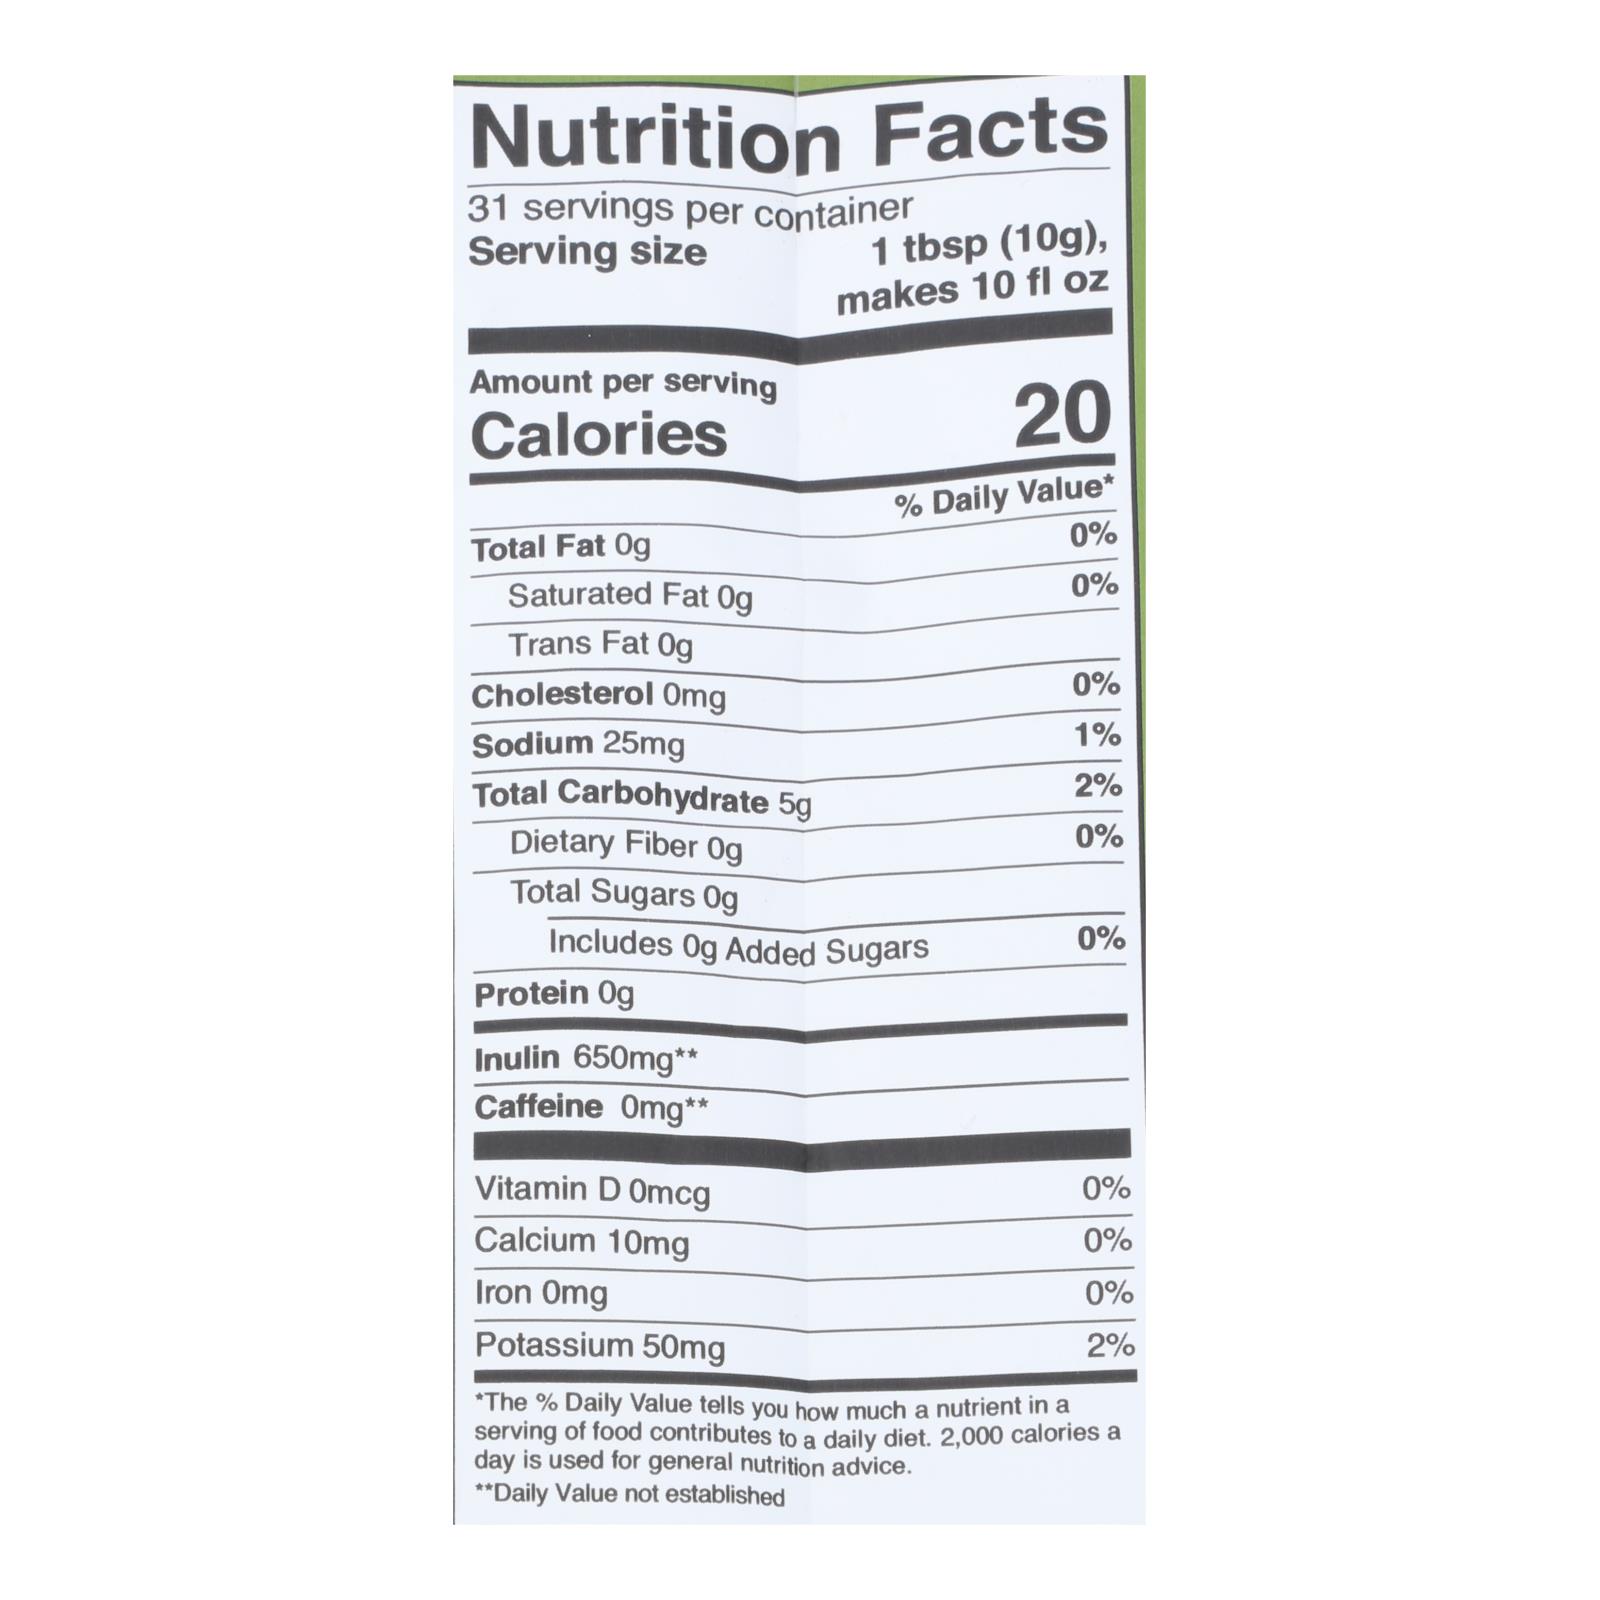 Nutrition Facts
31 servings per container
Serving size 1 tbsp (10g),
makes 10 fl oz
Amount per serving
Calories 20
% Daily Value*
Total Fat 0g 0%
Saturated Fat 0g 0%
Trans Fat 0g
Cholesterol 0mg 0%
Sodium 25mg 1%
Total Carbohydrate 5g 2%
Dietary Fiber 0g 0%
Total Sugars 0g
Includes 0g Added Sugars 0%
Protein 0g
Inulin 650mg**
Caffeine 0mg**
Vitamin D 0mcg 0%
Calcium 10mg 0%
Iron 0mg 0%
Potassium 50mg 2%
*The % Daily Value tells you how much a nutrient in a
serving of food contributes to a daily diet. 2,000 calories a
day is used for general nutrition advice.
**Daily Value not established